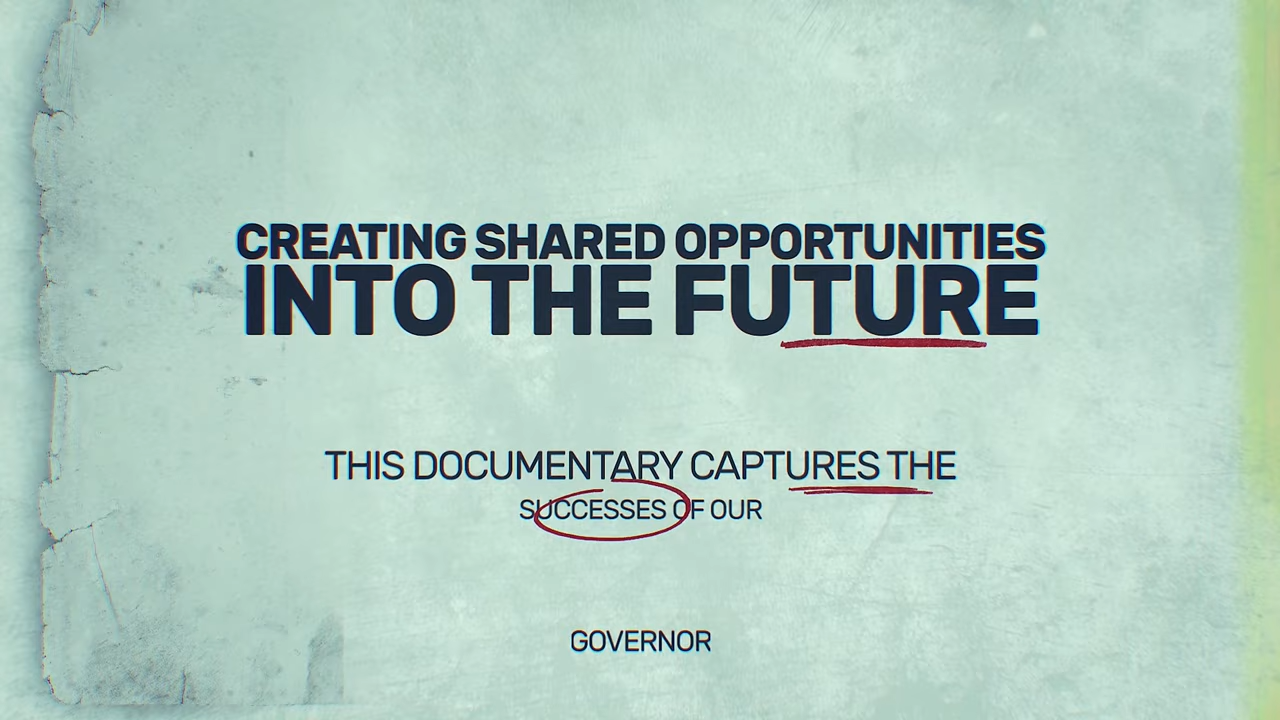 CREATING SHARED OPPORTUNITIES
INTO THE FUTURE
THIS DOCUMENTARY CAPTURES THE
SUCCESSES OF OUR
GOVERNOR